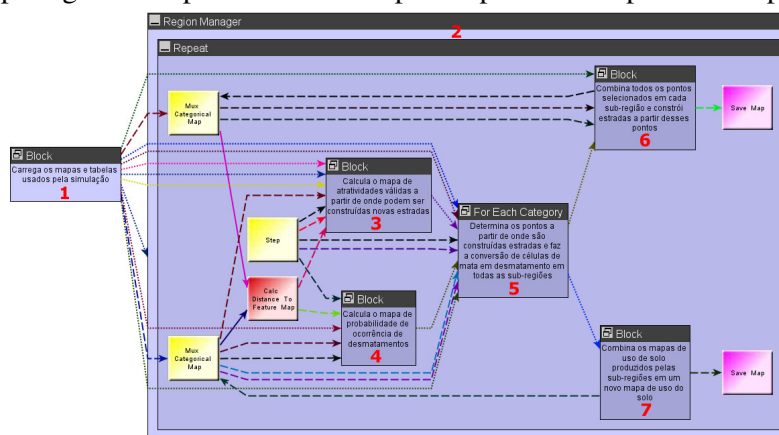 Region Manager
2
Repeat
Block
Combina todos os pontos
selecionados em cada
sub-região e constrói
estradas a partir desses
pontos
6
Save Map
Mux
Categorical
Map
Block
Carrega os mapas e tabelas
usados pela simulação
1
Block
Calcula o mapa de
atratividades válidas a
partir de onde podem ser
construídas novas estradas
3
For Each Category
Determina os pontos a
partir de onde são
construídas estradas e faz
a conversão de células de
mata em desmatamento em
todas as sub-regiões
5
Step
Calc
Distance To
Feature Map
Block
Calcula o mapa de
probabilidade de
ocorrência de
desmatamentos
4
Mux
Categorical
Map
Block
Combina os mapas de
uso de solo
produzidos pelas
sub-regiões em um
novo mapa de uso do
solo
7
Save Map